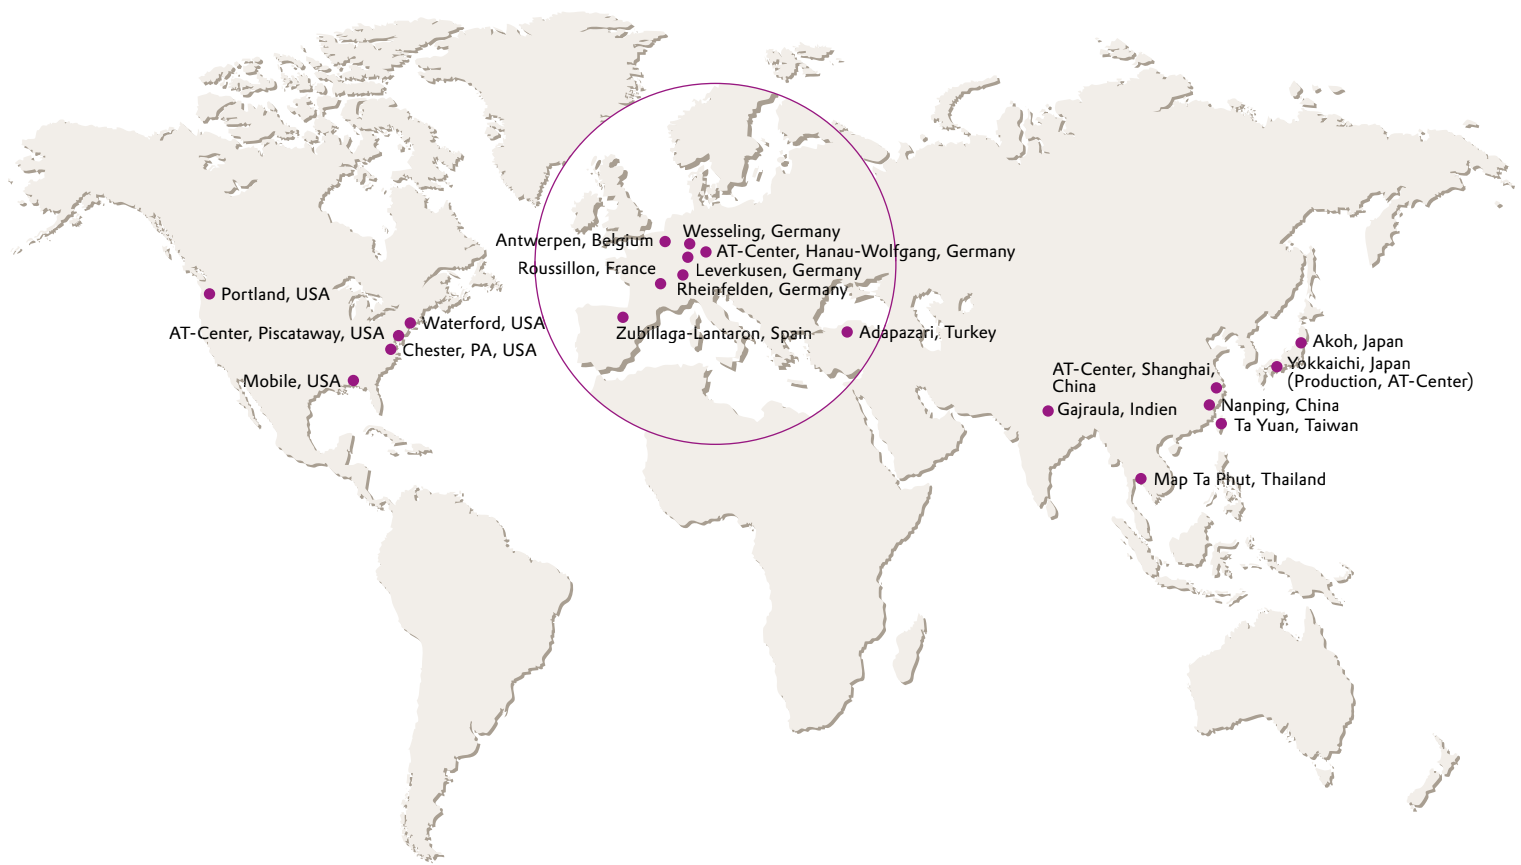 Portland, USA
Waterford, USA
AT-Center, Piscataway, USA
Chester, PA, USA
Mobile, USA
Wesseling, Germany
Antwerpen, Belgium
AT-Center, Hanau-Wolfgang, Germany
Roussillon, France
Leverkusen, Germany
Rheinfelden, Germany
Zubillaga-Lantaron, Spain
Adapazari, Turkey
Akoh, Japan
Yokkaichi, Japan
(Production, AT-Center)
AT-Center, Shanghai,
China
Gajraula, Indien
Nanping, China
Ta Yuan, Taiwan
Map Ta Phut, Thailand